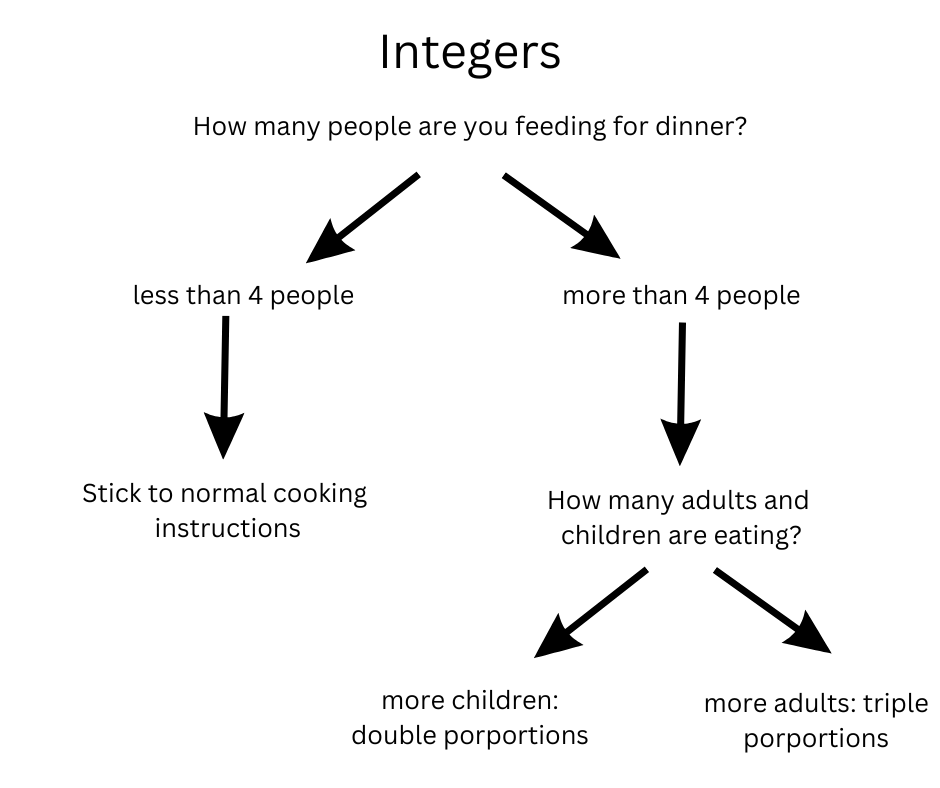 Integers
How many people are you feeding for dinner?
less than 4 people
more than 4 people
Stick to normal cooking
instructions
How many adults and
children are eating?
more children:
double porportions
more adults: triple
porportions